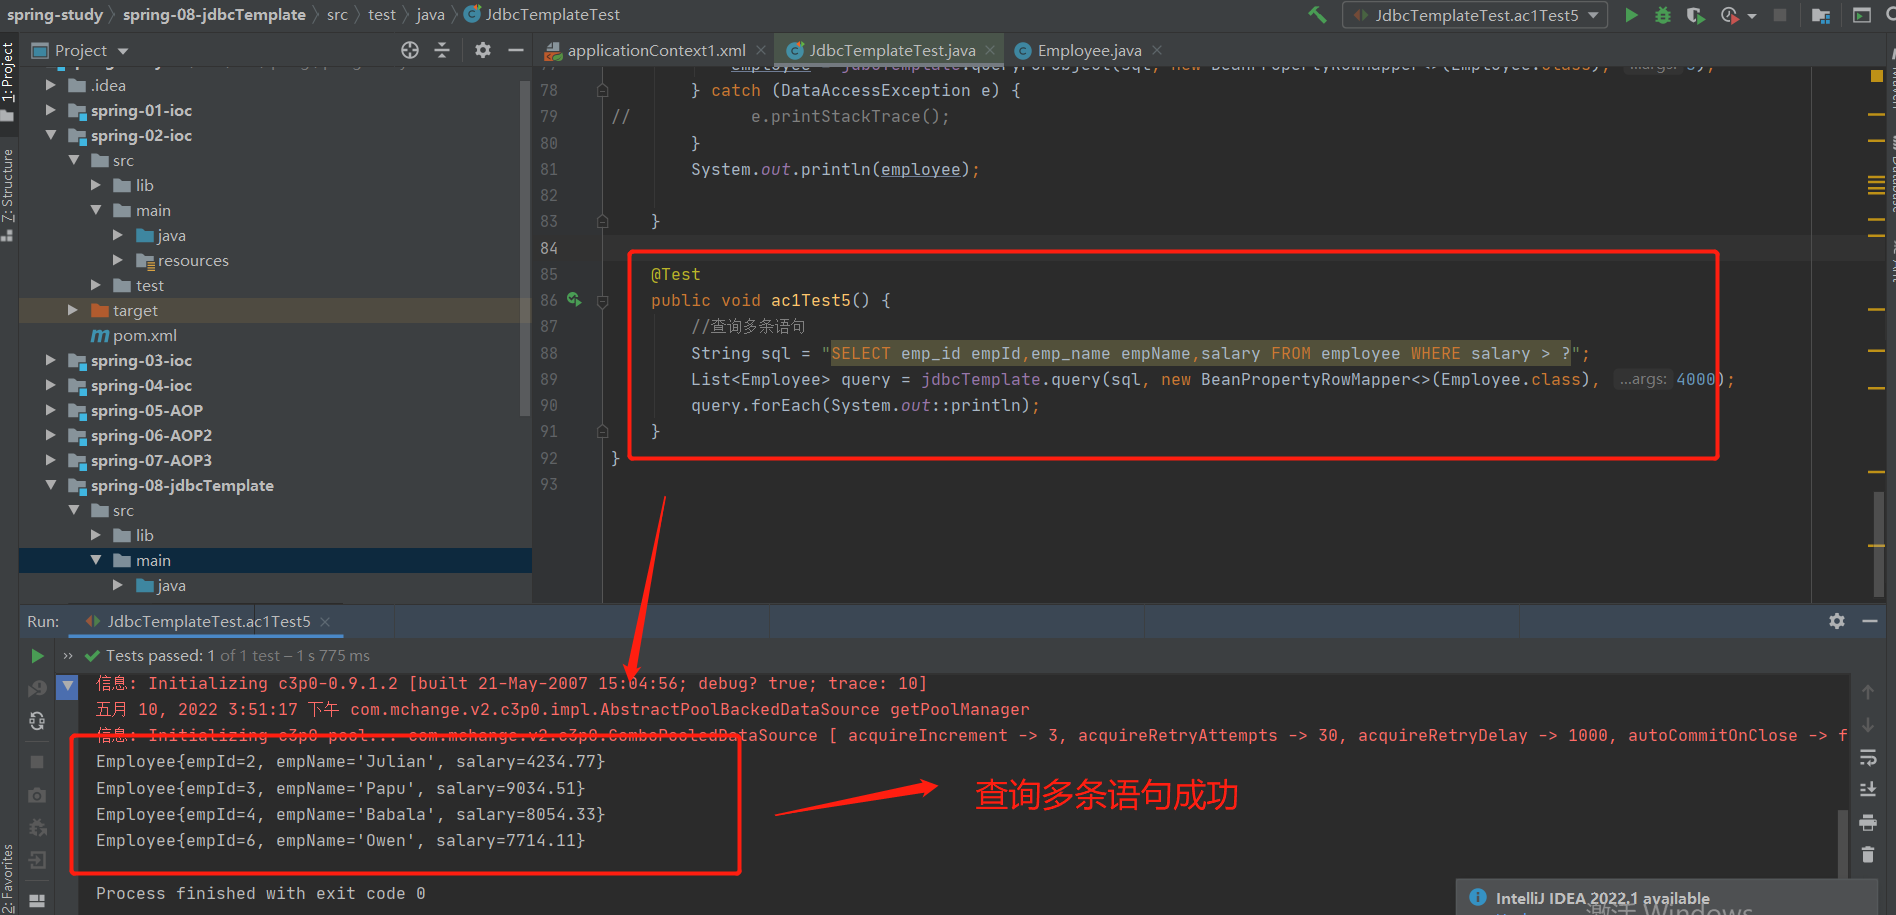 spring-study spring-08-jdbcTemplate src test java JdbcTemplateTest JdbcTemplateTest.ac1Test5
1: Project
7: Structure
2: Favorites
Project
.idea
spring-01-ioc
spring-02-ioc
src
lib
main
java
resources
test
target
pom.xml
spring-03-ioc
spring-04-ioc
spring-05-AOP
spring-06-AOP2
spring-07-AOP3
spring-08-jdbcTemplate
src
lib
main
java
applicationContext1.xml JdbcTemplateTest.java Employee.java
78 } catch (DataAccessException e) {
79 // e.printStackTrace();
80 }
81 System.out.println(employee);
82
83 }
84
85 @Test
86 public void ac1Test5() {
87 //查询多条语句
88 String sql = "SELECT emp_id empId,emp_name empName,salary FROM employee WHERE salary > ?";
89 List<Employee> query = jdbcTemplate.query(sql, new BeanPropertyRowMapper<>(Employee.class), ...args: 4000);
90 query.forEach(System.out::println);
91 }
92 }
93
Run: JdbcTemplateTest.ac1Test5
Tests passed: 1 of 1 test – 1 s 775 ms
信息: Initializing c3p0-0.9.1.2 [built 21-May-2007 15:04:56; debug? true; trace: 10]
五月 10, 2022 3:51:17 下午 com.mchange.v2.c3p0.impl.AbstractPoolBackedDataSource getPoolManager
信息: Initializing c3p0 pool... com.mchange.v2.c3p0.ComboPooledDataSource [ acquireIncrement -> 3, acquireRetryAttempts -> 30, acquireRetryDelay -> 1000, autoCommitOnClose -> f
Employee{empId=2, empName='Julian', salary=4234.77}
Employee{empId=3, empName='Papu', salary=9034.51}
Employee{empId=4, empName='Babala', salary=8054.33}
Employee{empId=6, empName='Owen', salary=7714.11}
查询多条语句成功
Process finished with exit code 0
IntelliJ IDEA 2022.1 available
激活 Windows